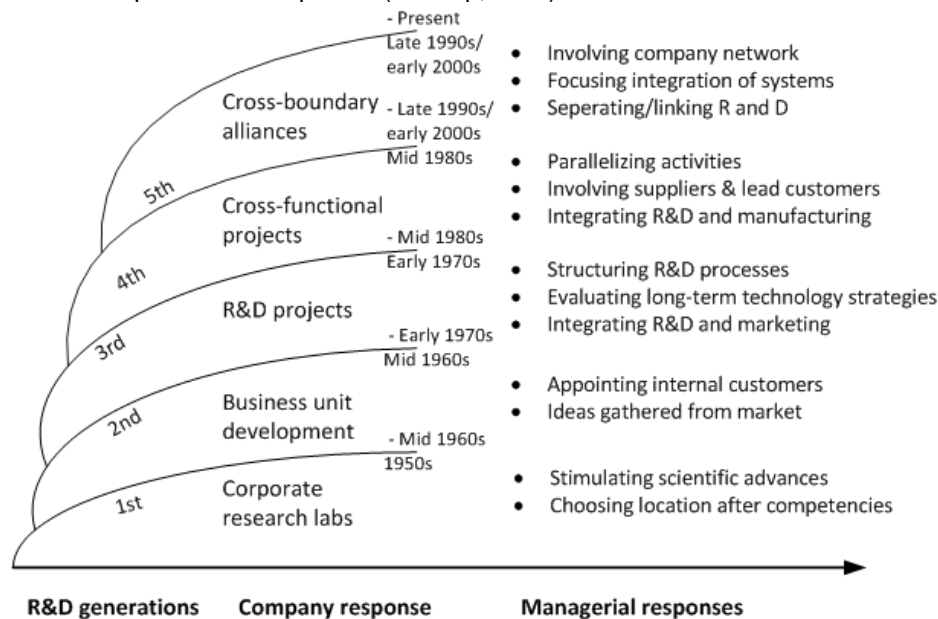 - Present
Late 1990s/
early 2000s
• Involving company network
• Focusing integration of systems
• Seperating/linking R and D
Cross-boundary
alliances
- Late 1990s/
early 2000s
Mid 1980s
5th
• Parallelizing activities
• Involving suppliers & lead customers
• Integrating R&D and manufacturing
Cross-functional
projects
- Mid 1980s
Early 1970s
4th
• Structuring R&D processes
• Evaluating long-term technology strategies
• Integrating R&D and marketing
R&D projects
- Early 1970s
Mid 1960s
3rd
• Appointing internal customers
• Ideas gathered from market
Business unit
development
- Mid 1960s
1950s
2nd
• Stimulating scientific advances
• Choosing location after competencies
Corporate
research labs
1st
R&D generations
Company response
Managerial responses